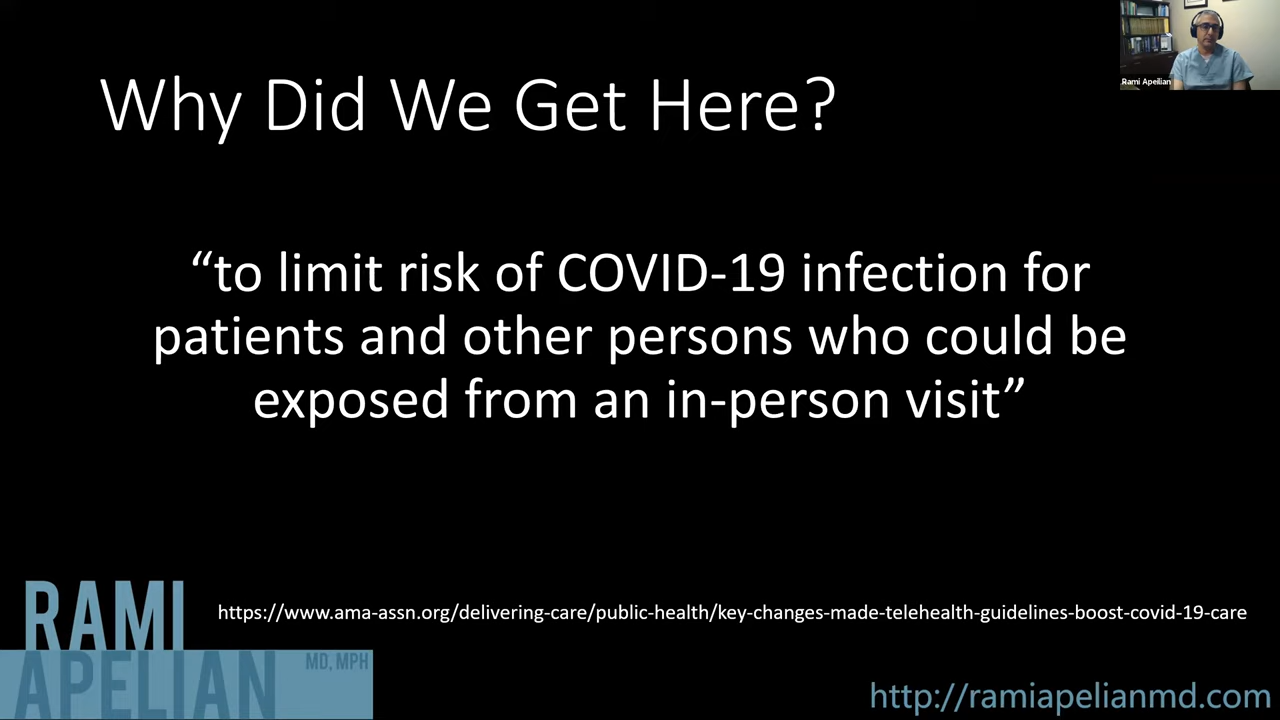 Why Did We Get Here?
Rami Apelian
“to limit risk of COVID-19 infection for
patients and other persons who could be
exposed from an in-person visit”
RAMI
APELIAN
MD, MPH
https://www.ama-assn.org/delivering-care/public-health/key-changes-made-telehealth-guidelines-boost-covid-19-care
http://ramiapelianmd.com